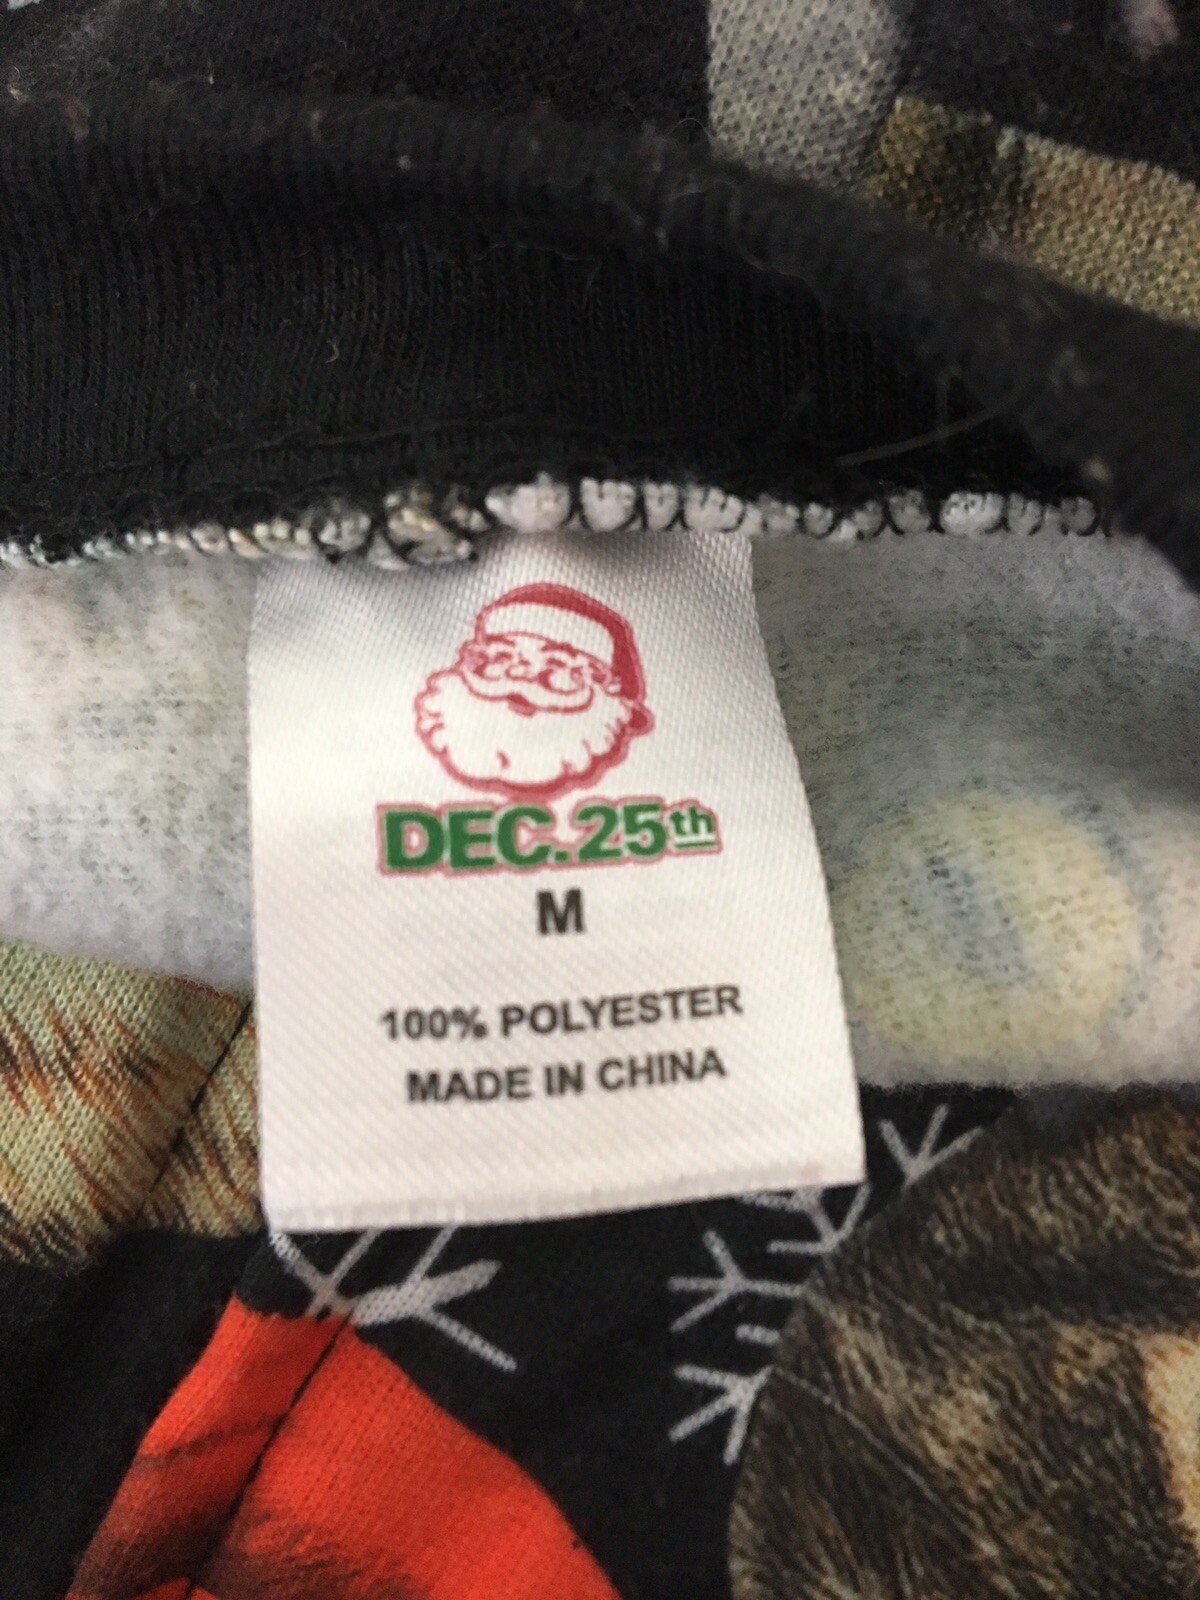 DEC. 25th
M
100% POLYESTER
MADE IN CHINA